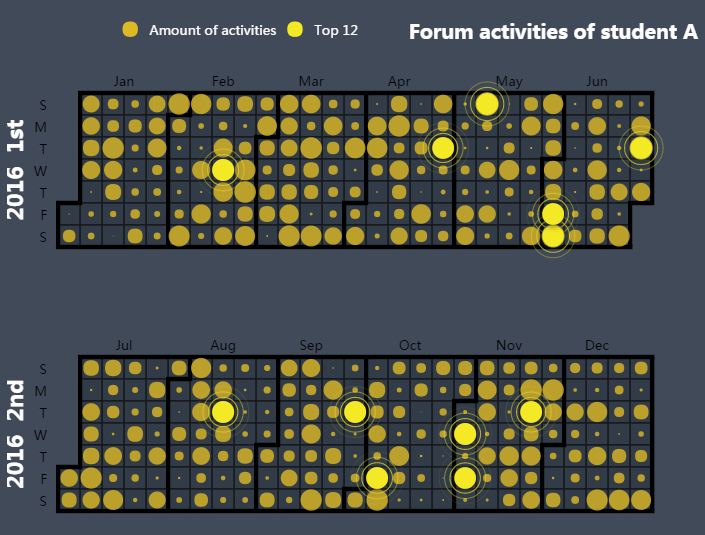 Amount of activities Top 12 Forum activities of student A
Jan Feb Mar Apr May Jun
2016 1st
S
M
T
W
T
F
S
Jul Aug Sep Oct Nov Dec
2016 2nd
S
M
T
W
T
F
S